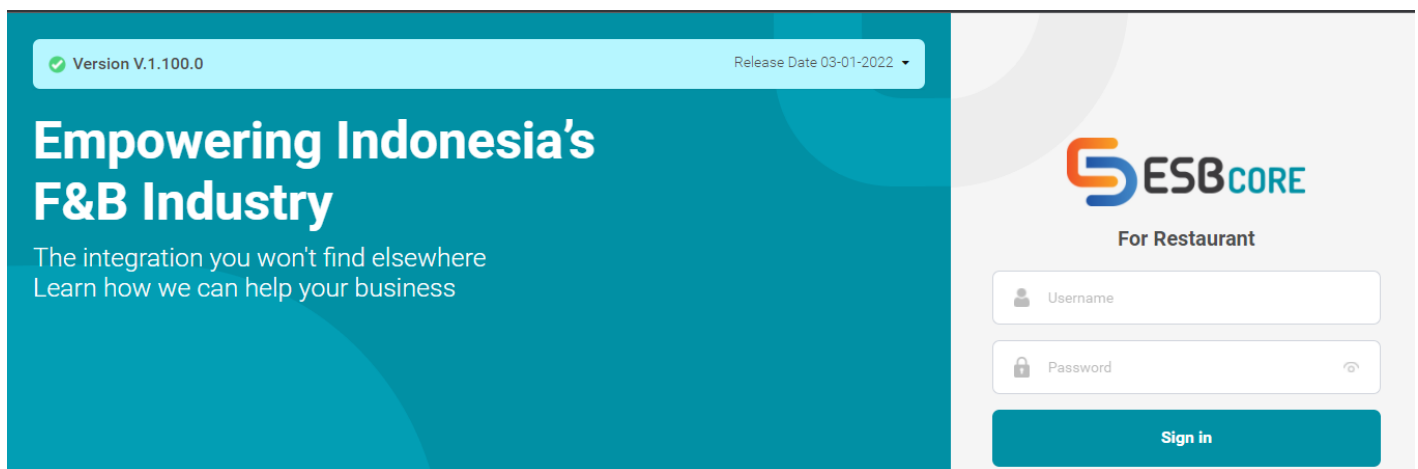 Version V.1.100.0
Release Date 03-01-2022
Empowering Indonesia's
F&B Industry
The integration you won't find elsewhere
Learn how we can help your business
ESBCORE
For Restaurant
Username
Password
Sign in